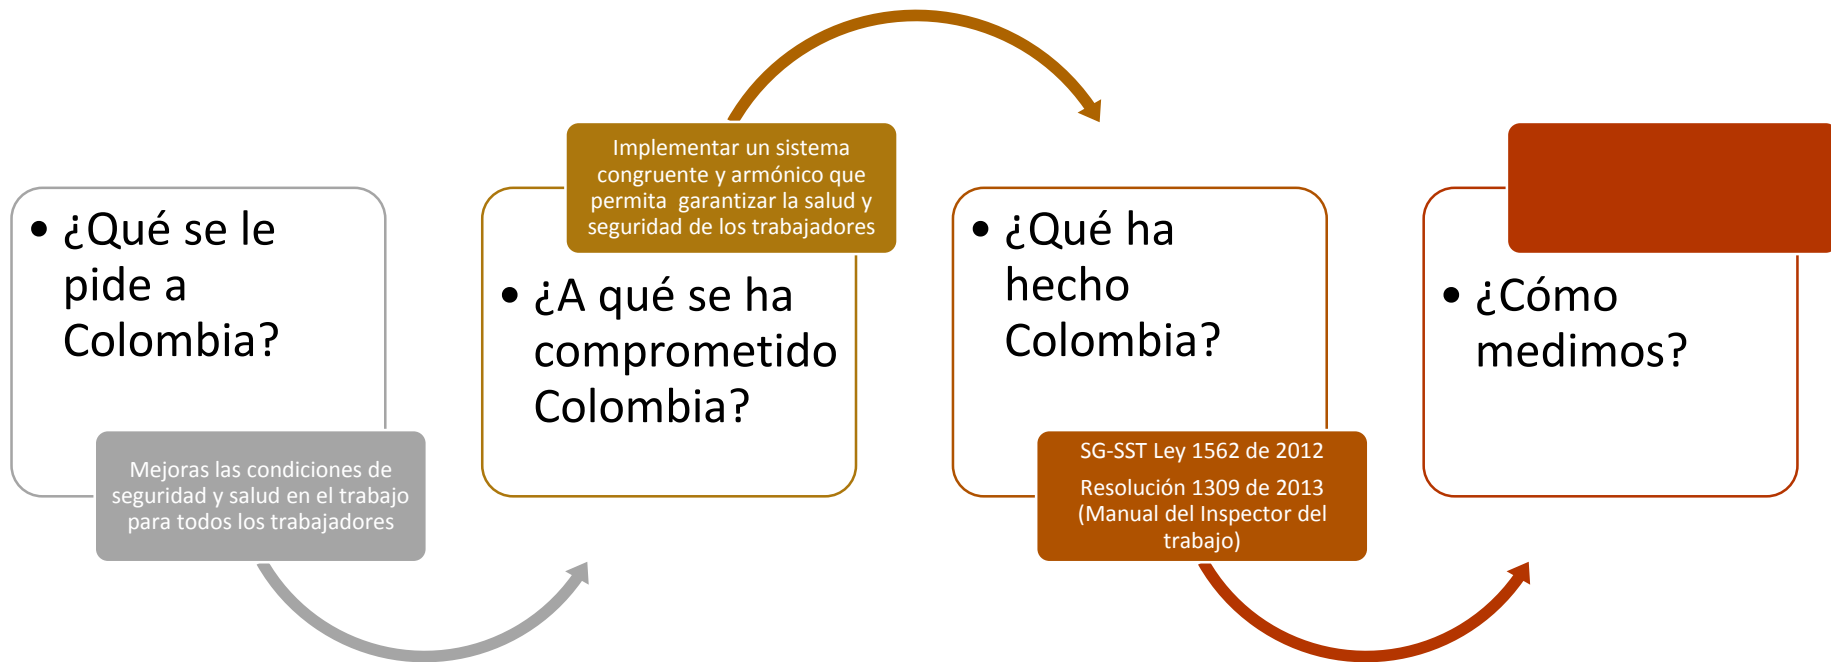 • ¿Qué se le
pide a
Colombia?
Mejoras las condiciones de
seguridad y salud en el trabajo
para todos los trabajadores
Implementar un sistema
congruente y armónico que
permita  garantizar la salud y
seguridad de los trabajadores
• ¿A qué se ha
comprometido
Colombia?
• ¿Qué ha
hecho
Colombia?
SG-SST Ley 1562 de 2012
Resolución 1309 de 2013
(Manual del Inspector del
trabajo)
• ¿Cómo
medimos?